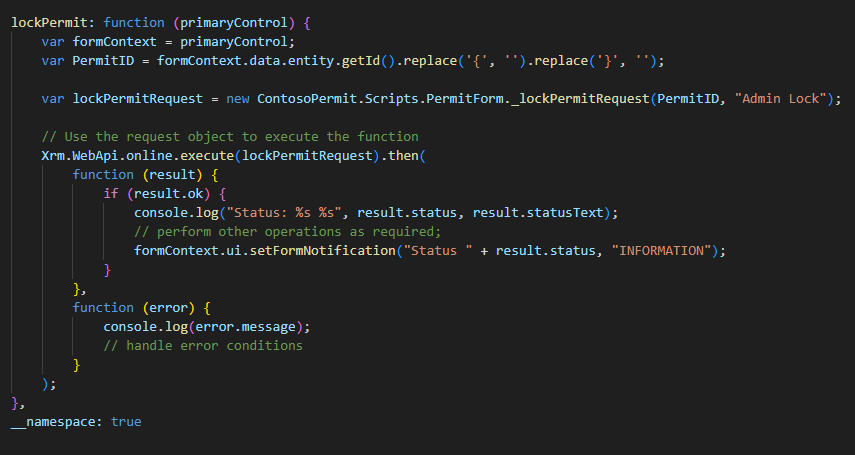 lockPermit: function (primaryControl) {
    var formContext = primaryControl;
    var PermitID = formContext.data.entity.getId().replace('{', '').replace('}', '');

    var lockPermitRequest = new ContosoPermit.Scripts.PermitForm._lockPermitRequest(PermitID, "Admin Lock");

    // Use the request object to execute the function
    Xrm.WebApi.online.execute(lockPermitRequest).then(
        function (result) {
            if (result.ok) {
                console.log("Status: %s %s", result.status, result.statusText);
                // perform other operations as required;
                formContext.ui.setFormNotification("Status " + result.status, "INFORMATION");
            }
        },
        function (error) {
            console.log(error.message);
            // handle error conditions
        }
    );
},
__namespace: true